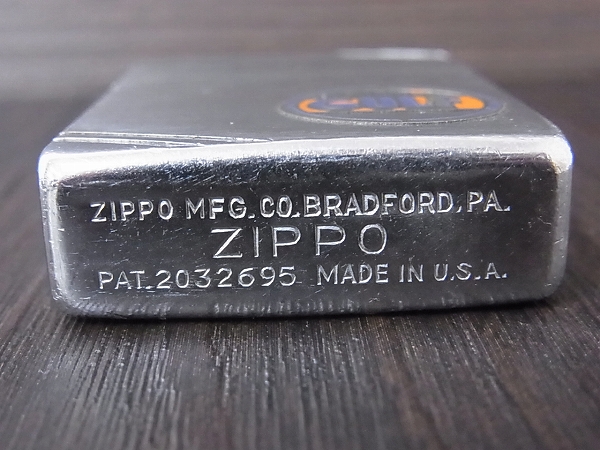 ZIPPO MFG. CO. BRADFORD, PA.
ZIPPO
PAT. 2032695 MADE IN U.S.A.